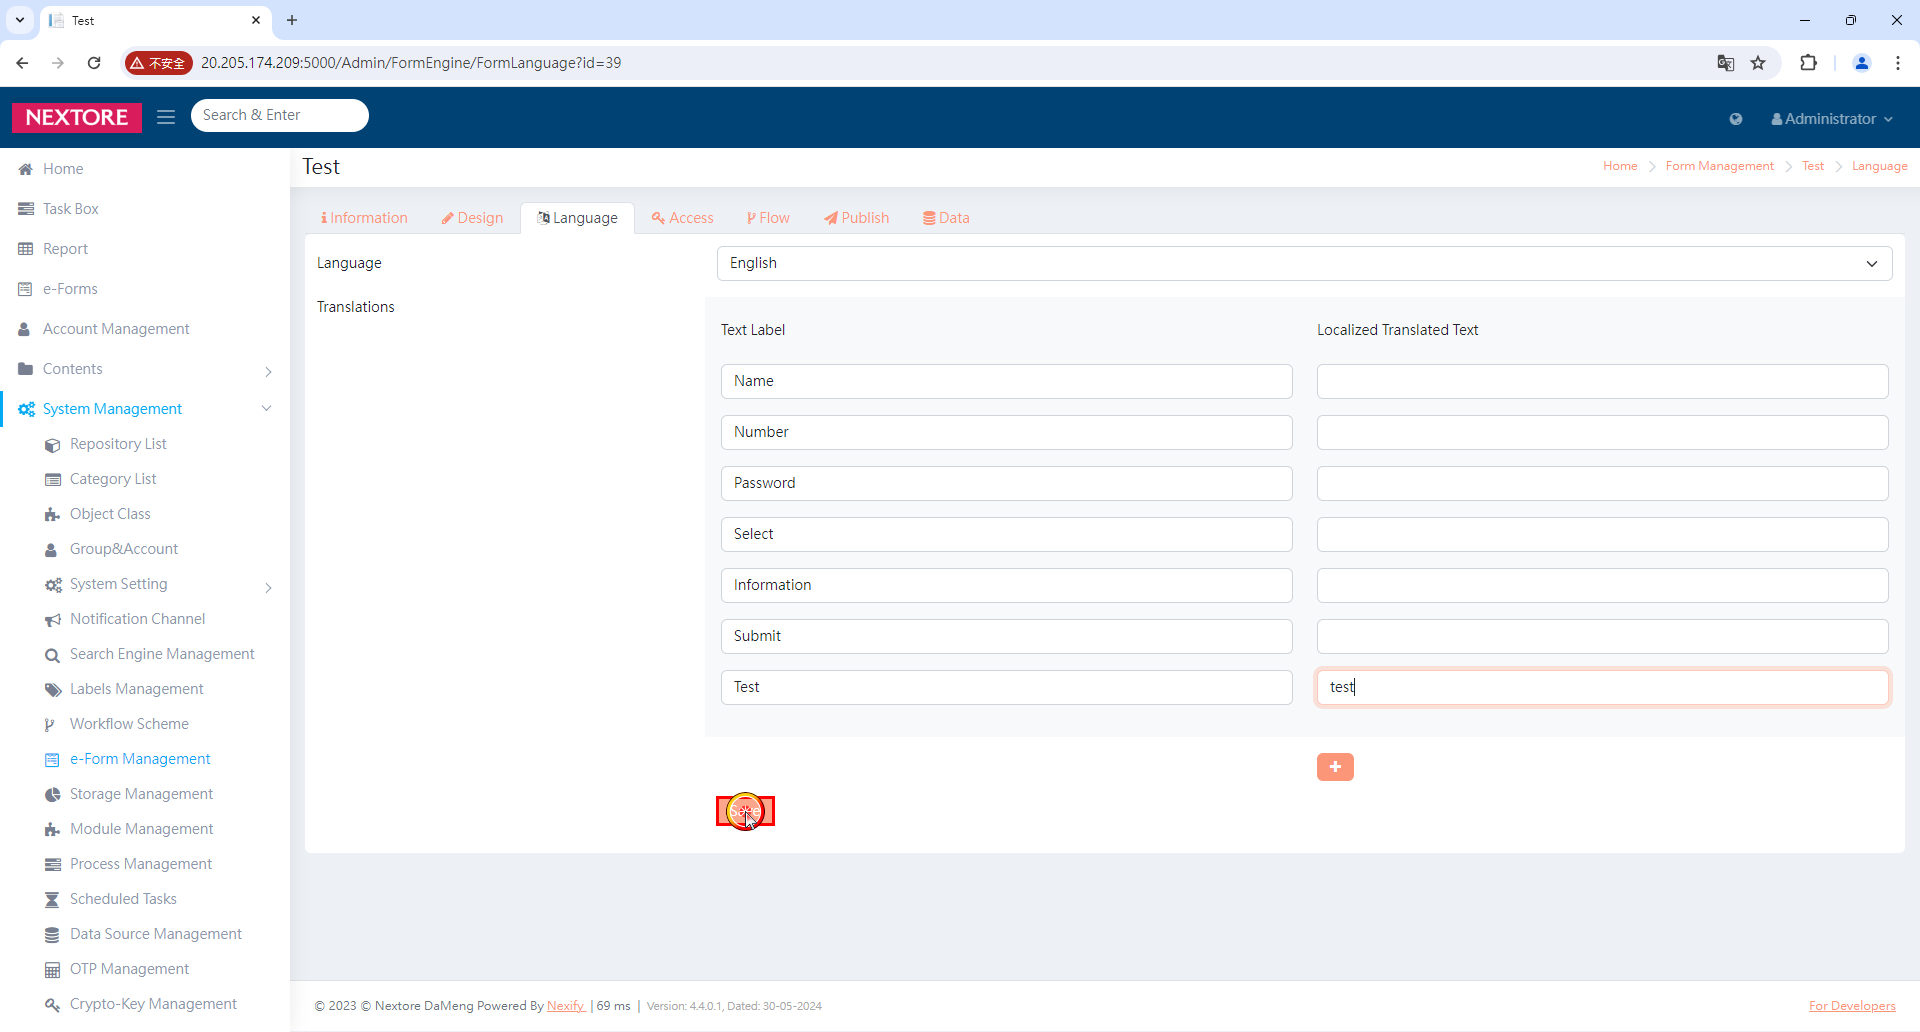 Test
不安全
20.205.174.209:5000/Admin/FormEngine/FormLanguage?id=39
NEXTORE
Search & Enter
Administrator
Home
Task Box
Report
e-Forms
Account Management
Contents
System Management
Repository List
Category List
Object Class
Group&Account
System Setting
Notification Channel
Search Engine Management
Labels Management
Workflow Scheme
e-Form Management
Storage Management
Module Management
Process Management
Scheduled Tasks
Data Source Management
OTP Management
Crypto-Key Management
Test
Home > Form Management > Test > Language
Information Design Language Access Flow Publish Data
Language English
Translations
Text Label Localized Translated Text
Name
Number
Password
Select
Information
Submit
Test test
+
© 2023 © Nextore DaMeng Powered By Nexify | 69 ms | Version: 4.4.0.1, Dated: 30-05-2024
For Developers